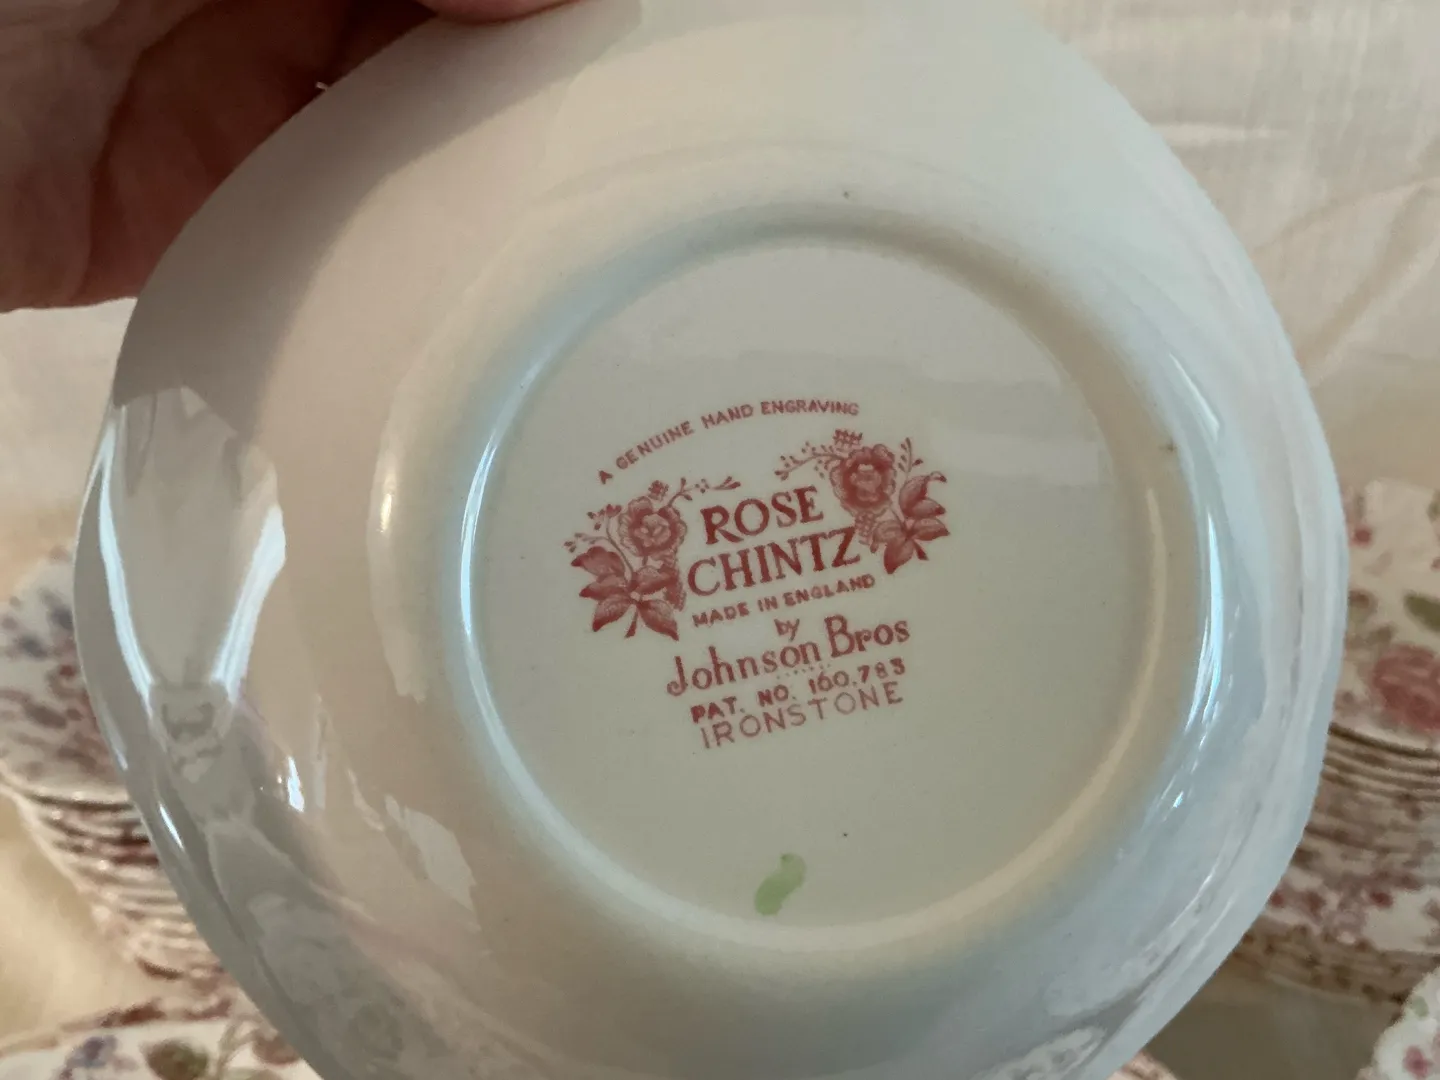 A GENUINE HAND ENGRAVING
ROSE
CHINTZ
MADE IN ENGLAND
by
Johnson Bros
PAT. NO. 160.783
IRONSTONE